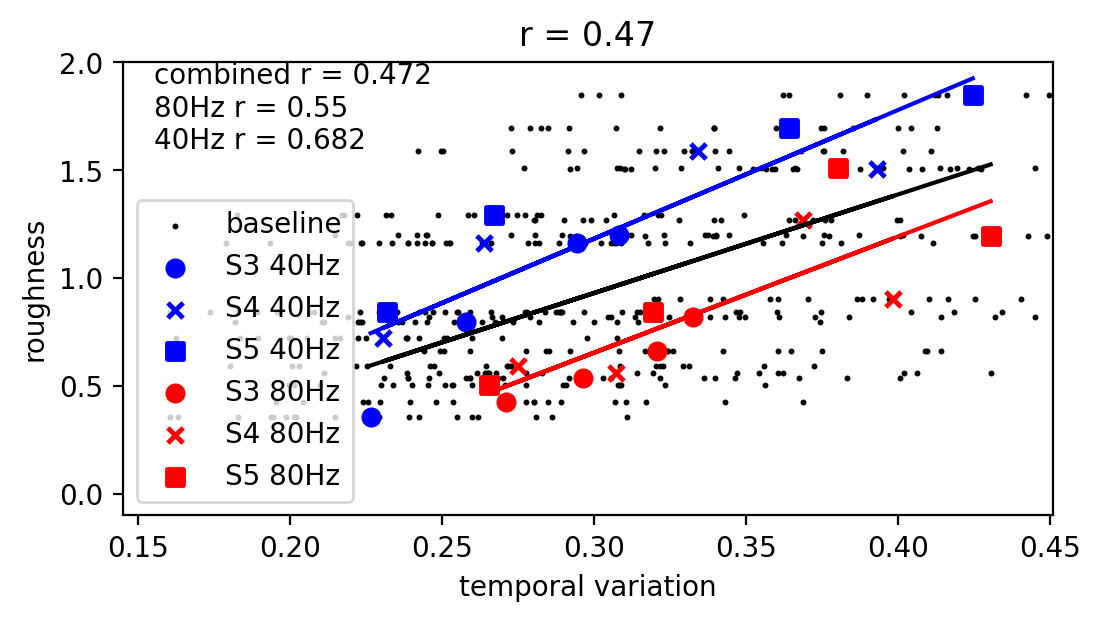 r = 0.47
combined r = 0.472
80Hz r = 0.55
40Hz r = 0.682
baseline
S3 40Hz
S4 40Hz
S5 40Hz
S3 80Hz
S4 80Hz
S5 80Hz
roughness
2.0
1.5
1.0
0.5
0.0
0.15 0.20 0.25 0.30 0.35 0.40 0.45
temporal variation